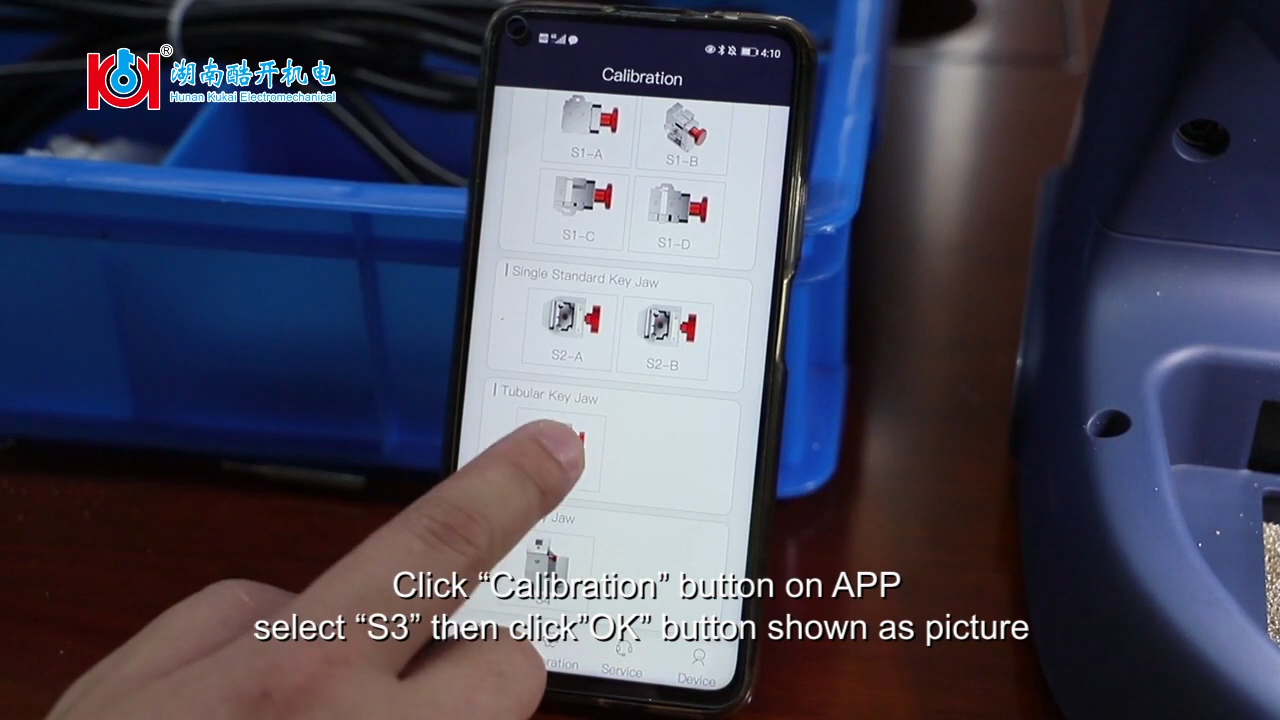 湖南酷开机电
Hunan Kukai Electromechanical
4:10
Calibration
S1-A
S1-B
S1-C
S1-D
Single Standard Key Jaw
S2-A
S2-B
Tubular Key Jaw
Jaw
Service
Device
Click “Calibration” button on APP
select “S3” then click”OK” button shown as picture